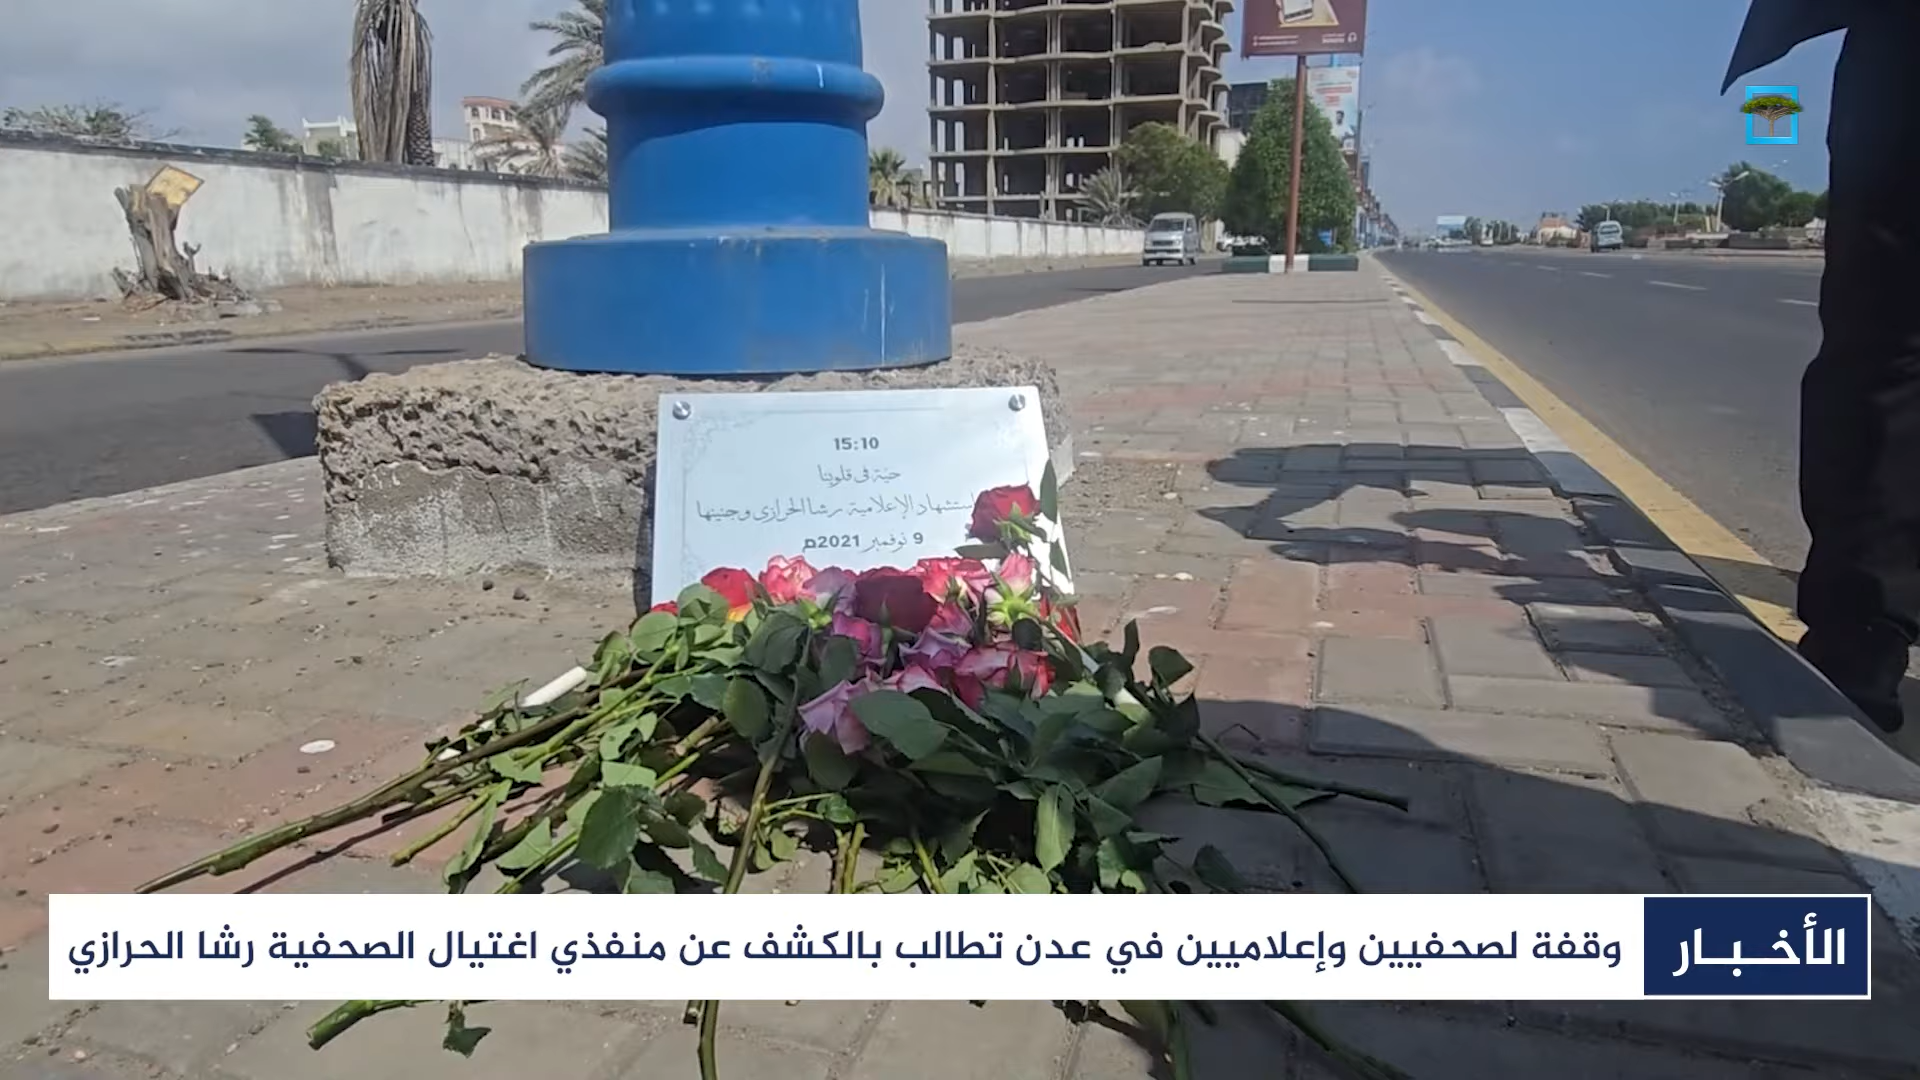 15:10
حيّة في قلوبنا
استشهاد الإعلامية رشا الحرازي وجنينها
9 نوفمبر 2021م
الأخـبـار
وقفة لصحفيين وإعلاميين في عدن تطالب بالكشف عن منفذي اغتيال الصحفية رشا الحرازي